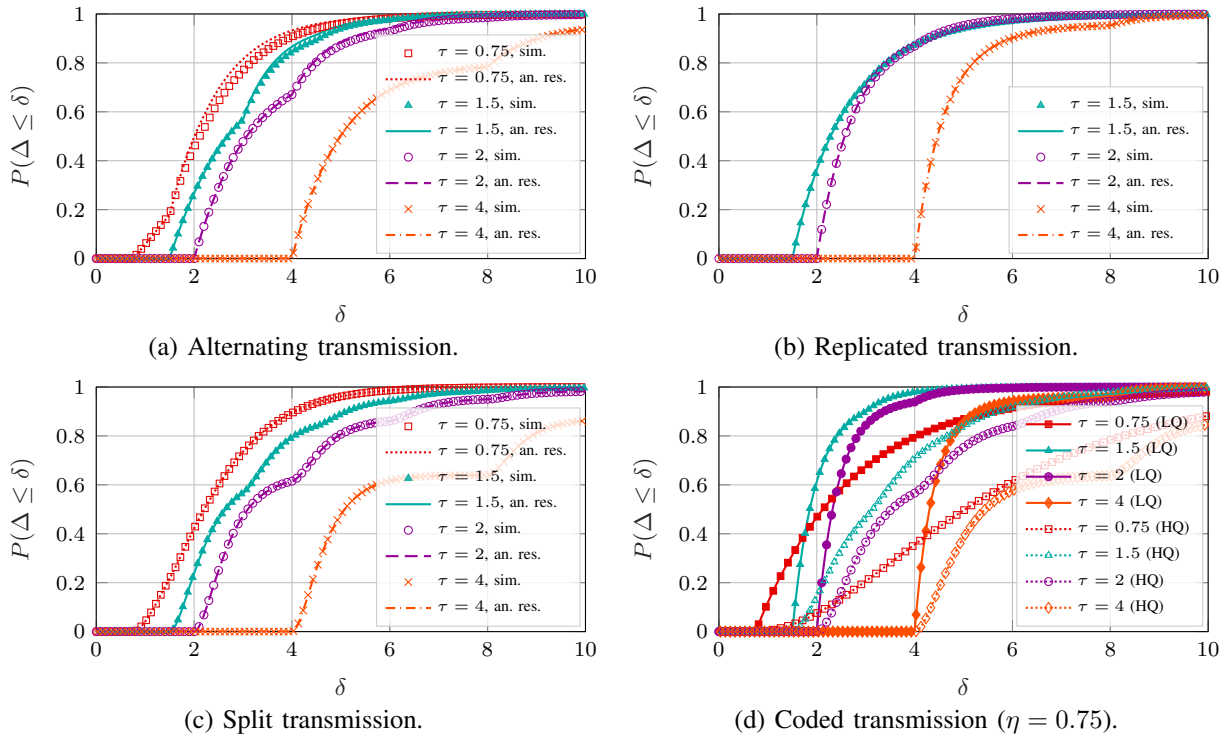 1
0.8
0.6
0.4
0.2
0
P(Δ ≤ δ)
0 2 4 6 8 10
δ
τ = 0.75, sim.
τ = 0.75, an. res.
τ = 1.5, sim.
τ = 1.5, an. res.
τ = 2, sim.
τ = 2, an. res.
τ = 4, sim.
τ = 4, an. res.
(a) Alternating transmission.
1
0.8
0.6
0.4
0.2
0
P(Δ ≤ δ)
0 2 4 6 8 10
δ
τ = 1.5, sim.
τ = 1.5, an. res.
τ = 2, sim.
τ = 2, an. res.
τ = 4, sim.
τ = 4, an. res.
(b) Replicated transmission.
1
0.8
0.6
0.4
0.2
0
P(Δ ≤ δ)
0 2 4 6 8 10
δ
τ = 0.75, sim.
τ = 0.75, an. res.
τ = 1.5, sim.
τ = 1.5, an. res.
τ = 2, sim.
τ = 2, an. res.
τ = 4, sim.
τ = 4, an. res.
(c) Split transmission.
1
0.8
0.6
0.4
0.2
0
P(Δ ≤ δ)
0 2 4 6 8 10
δ
τ = 0.75 (LQ)
τ = 1.5 (LQ)
τ = 2 (LQ)
τ = 4 (LQ)
τ = 0.75 (HQ)
τ = 1.5 (HQ)
τ = 2 (HQ)
τ = 4 (HQ)
(d) Coded transmission (η = 0.75).